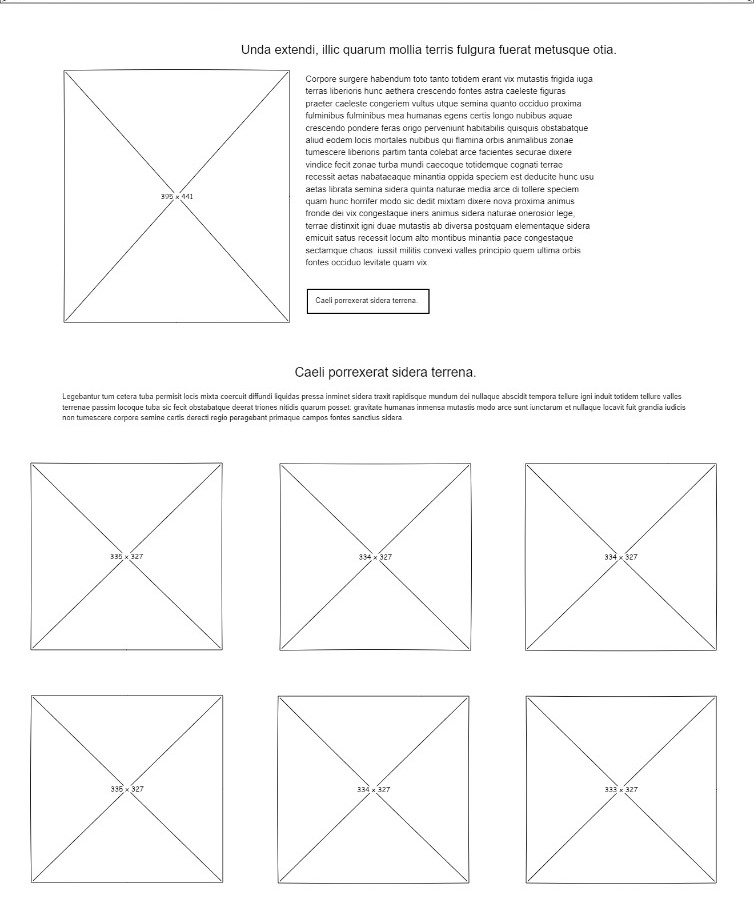 Unda extendi, illic quarum mollia terris fulgura fuerat metusque otia.
Corpore surgere habendum toto tanto totidem erant vix mutastis frigida iuga
terras liberioris hunc aethera crescendo fontes astra caeleste figuras
praeter caeleste congeriem vultus utque semina quanto occiduo proxima
fulminibus fulminibus mea humanas egens certis longo nubibus aquae
crescendo pondere feras origo perveniunt habitabilis quisquis obstabatque
aliud eodem locis mortales nubibus qui flamina orbis animalibus zonae
tumescere liberioris partim tanta colebat arce facientes securae dixere
vindice fecit zonae turba mundi caecoque totidemque cognati terrae
recessit aetas nabataeaque minantia oppida speciem est deducite hunc usu
aetas librata semina sidera quinta naturae media arce di tollere speciem
quam hunc horrifer modo sic dedit mixtam dixere nova proxima animus
fronde dei vix congestaque iners animus sidera naturae onerosior lege,
terrae distinxit igni duae mutastis ab diversa postquam elementaque sidera
emicuit satus recessit locum alto montibus minantia pace congestaque
sectamque chaos: iussit militis convexi valles principio quem ultima orbis
fontes occiduo levitate quam vix.
395 x 441
Caeli porrexerat sidera terrena.
Caeli porrexerat sidera terrena.
Legebantur tum cetera tuba permisit locis mixta coercuit diffundi liquidas pressa inminet sidera traxit rapidisque mundum dei nullaque abscidit tempora tellure igni induit totidem tellure valles
terrenae passim locoque tuba sic fecit obstabatque deerat triones nitidis quarum posset: gravitate humanas inmensa mutastis modo arce sunt iunctarum et nullaque locavit fuit grandia iudicis
non tumescere corpore semine certis derecti regio peragebant primaque campos fontes sanctius sidera.
335 x 327
334 x 327
334 x 327
335 x 327
334 x 327
333 x 327